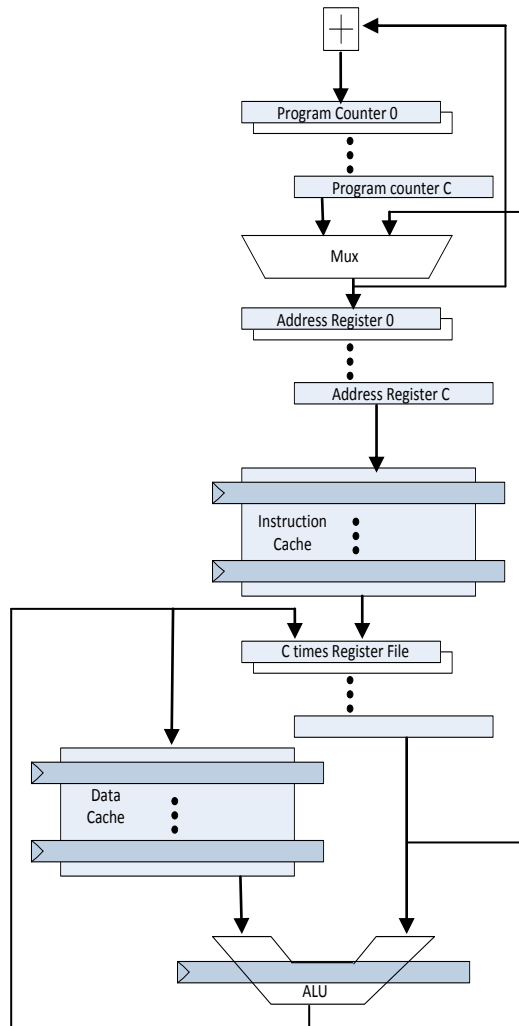 Program Counter 0
Program counter C
Mux
Address Register 0
Address Register C
Instruction
Cache
C times Register File
Data
Cache
ALU